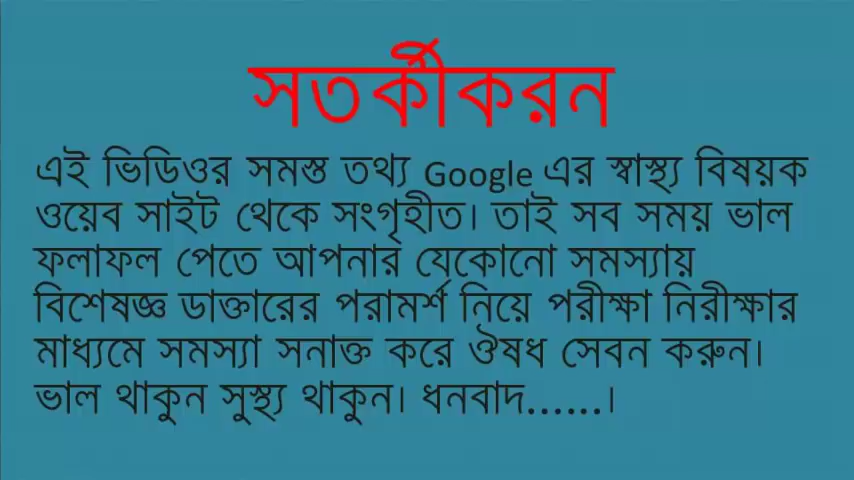 সতর্কীকরন
এই ভিডিওর সমস্ত তথ্য Google এর স্বাস্থ্য বিষয়ক
ওয়েব সাইট থেকে সংগৃহীত। তাই সব সময় ভাল
ফলাফল পেতে আপনার যেকোনো সমস্যায়
বিশেষজ্ঞ ডাক্তারের পরামর্শ নিয়ে পরীক্ষা নিরীক্ষার
মাধ্যমে সমস্যা সনাক্ত করে ঔষধ সেবন করুন।
ভাল থাকুন সুস্থ্য থাকুন। ধনবাদ......।